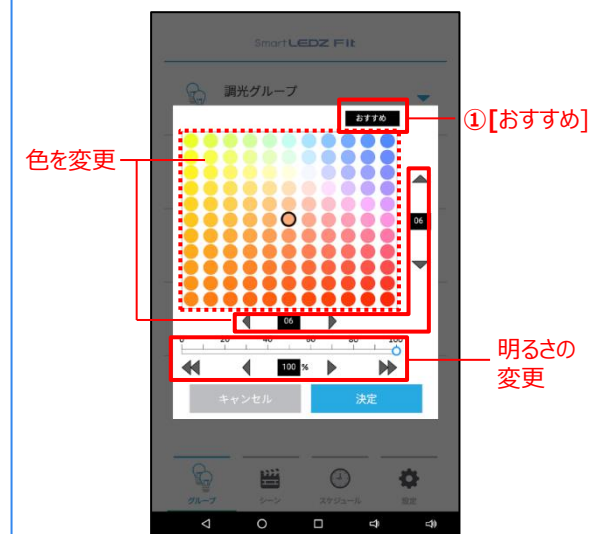 SmartLEDZ Fit
調光グループ
おすすめ
①[おすすめ]
色を変更
06
06
0 20 40 60 80 100
100 %
明るさの
変更
キャンセル
決定
グループ
シーン
スケジュール
設定